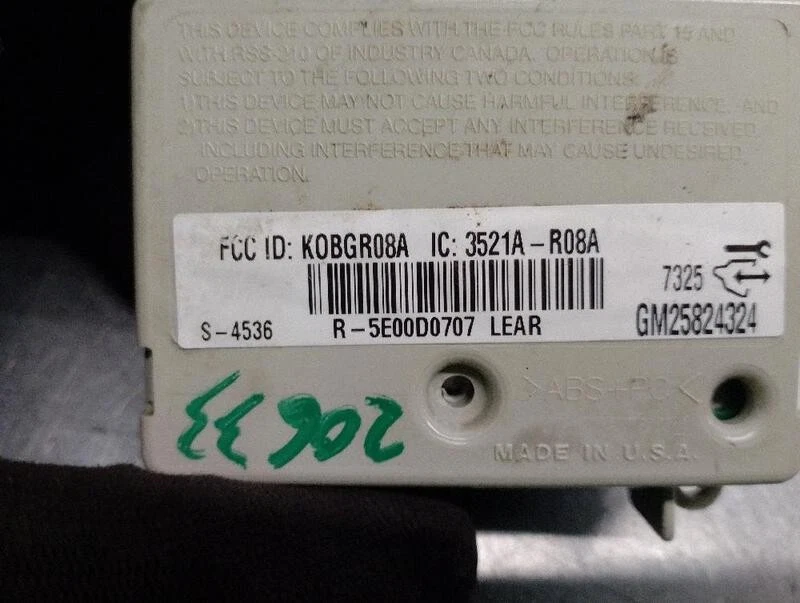 THIS DEVICE COMPLIES WITH THE FCC RULES PART 15 AND
WITH RSS-210 OF INDUSTRY CANADA. OPERATION IS
SUBJECT TO THE FOLLOWING TWO CONDITIONS:
1) THIS DEVICE MAY NOT CAUSE HARMFUL INTERFERENCE, AND
2) THIS DEVICE MUST ACCEPT ANY INTERFERENCE RECEIVED,
INCLUDING INTERFERENCE THAT MAY CAUSE UNDESIRED
OPERATION.
FCC ID: KOBGR08A IC: 3521A-R08A
7325
S-4536 R-5E00D0707 LEAR GM25824324
>ABS+PC<
20633
MADE IN U.S.A.